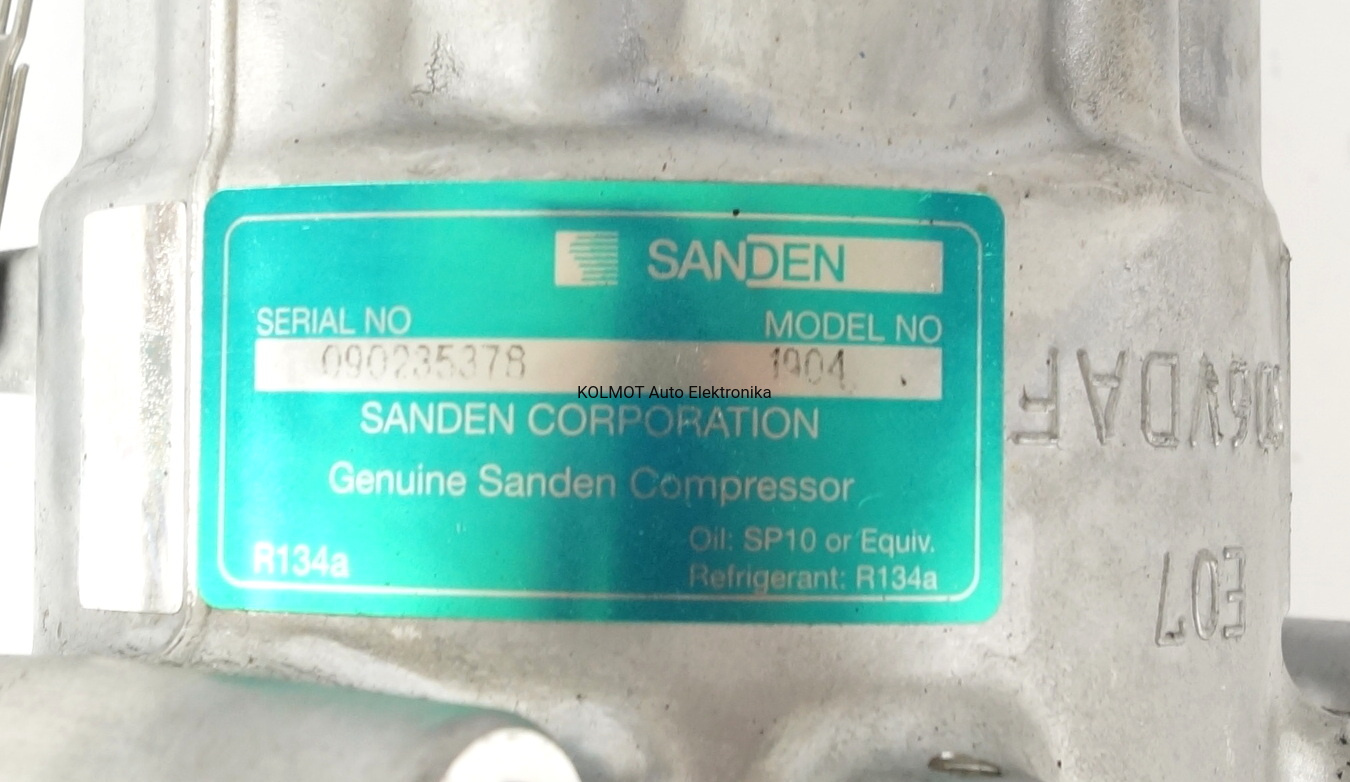 SANDEN
SERIAL NO MODEL NO
090235378 1904
KOLMOT Auto Elektronika
SANDEN CORPORATION
Genuine Sanden Compressor
Oil: SP10 or Equiv.
R134a Refrigerant: R134a
E07